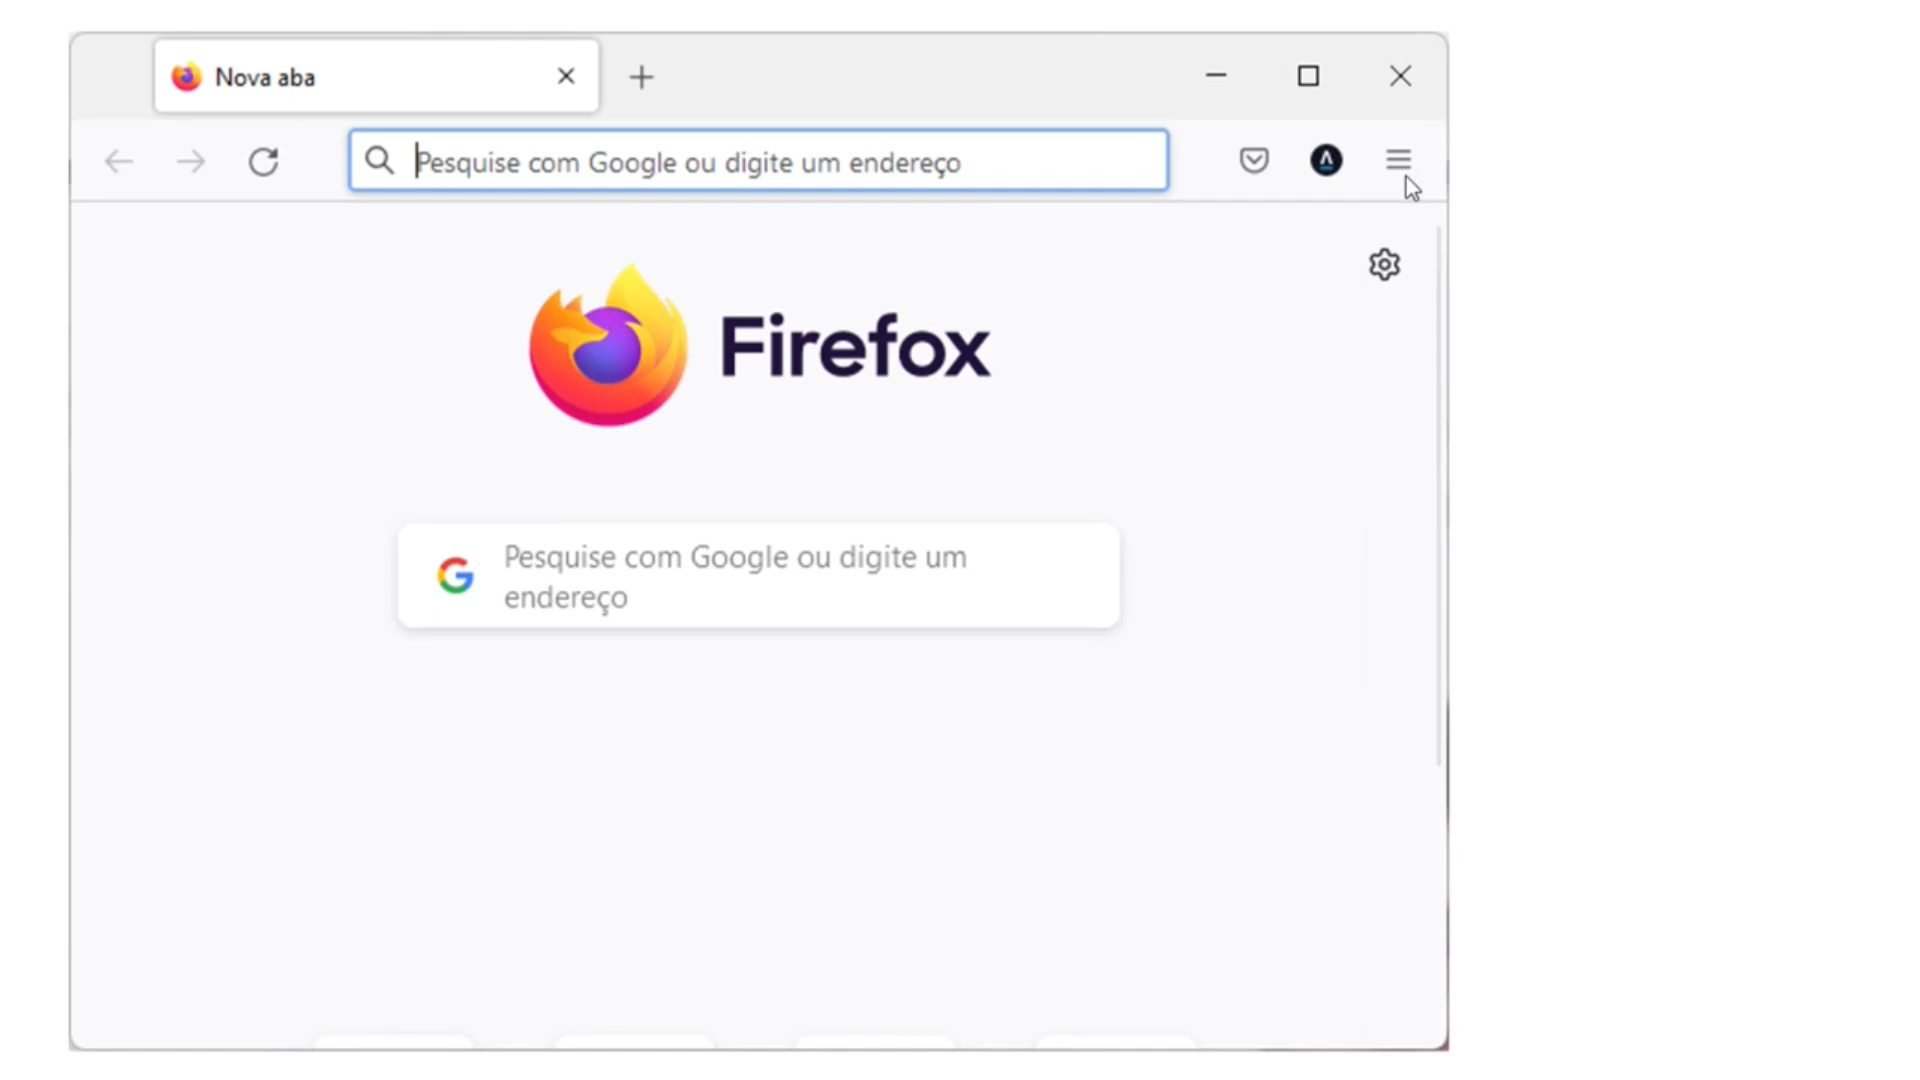 Nova aba
Pesquise com Google ou digite um endereço
Firefox
Pesquise com Google ou digite um
endereço